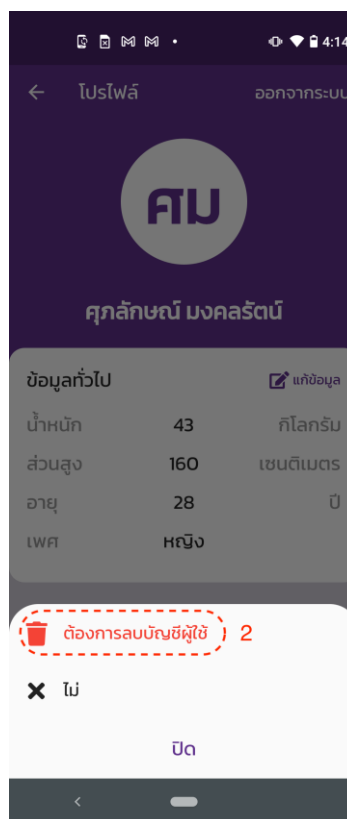 4:14
โปรไฟล์ ออกจากระบบ
ศม
ศุภลักษณ์ มงคลรัตน์
ข้อมูลทั่วไป แก้ข้อมูล
น้ำหนัก 43 กิโลกรัม
ส่วนสูง 160 เซนติเมตร
อายุ 28 ปี
เพศ หญิง
ต้องการลบบัญชีผู้ใช้ 2
ไม่
ปิด